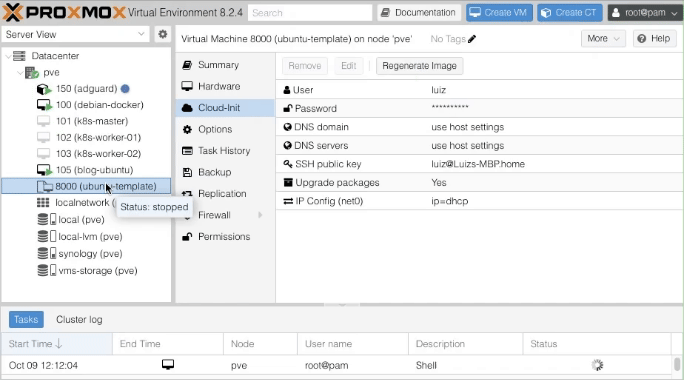 PROXMOX Virtual Environment 8.2.4 Search Documentation Create VM Create CT root@pam
Server View
Virtual Machine 8000 (ubuntu-template) on node 'pve' No Tags More Help
Datacenter
pve
150 (adguard)
100 (debian-docker)
101 (k8s-master)
102 (k8s-worker-01)
103 (k8s-worker-02)
105 (blog-ubuntu)
8000 (ubuntu-template)
localnetwork (
Status: stopped
local (pve)
local-lvm (pve)
synology (pve)
vms-storage (pve)
Summary
Hardware
Cloud-Init
Options
Task History
Backup
Replication
Firewall
Permissions
Remove Edit Regenerate Image
User luiz
Password **********
DNS domain use host settings
DNS servers use host settings
SSH public key luiz@Luizs-MBP.home
Upgrade packages Yes
IP Config (net0) ip=dhcp
Tasks Cluster log
Start Time End Time Node User name Description Status
Oct 09 12:12:04 pve root@pam Shell